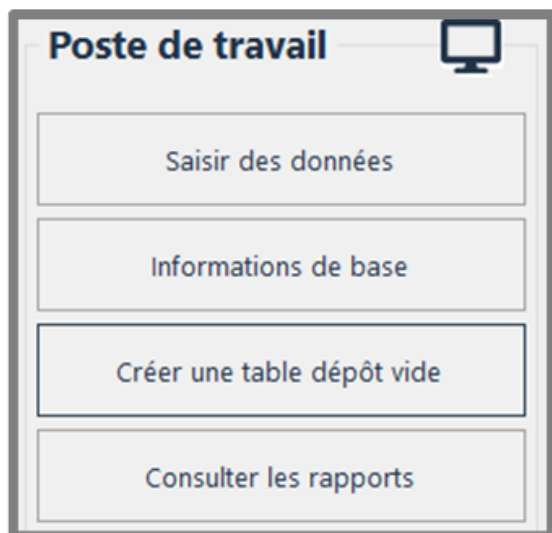 Poste de travail
Saisir des données
Informations de base
Créer une table dépôt vide
Consulter les rapports